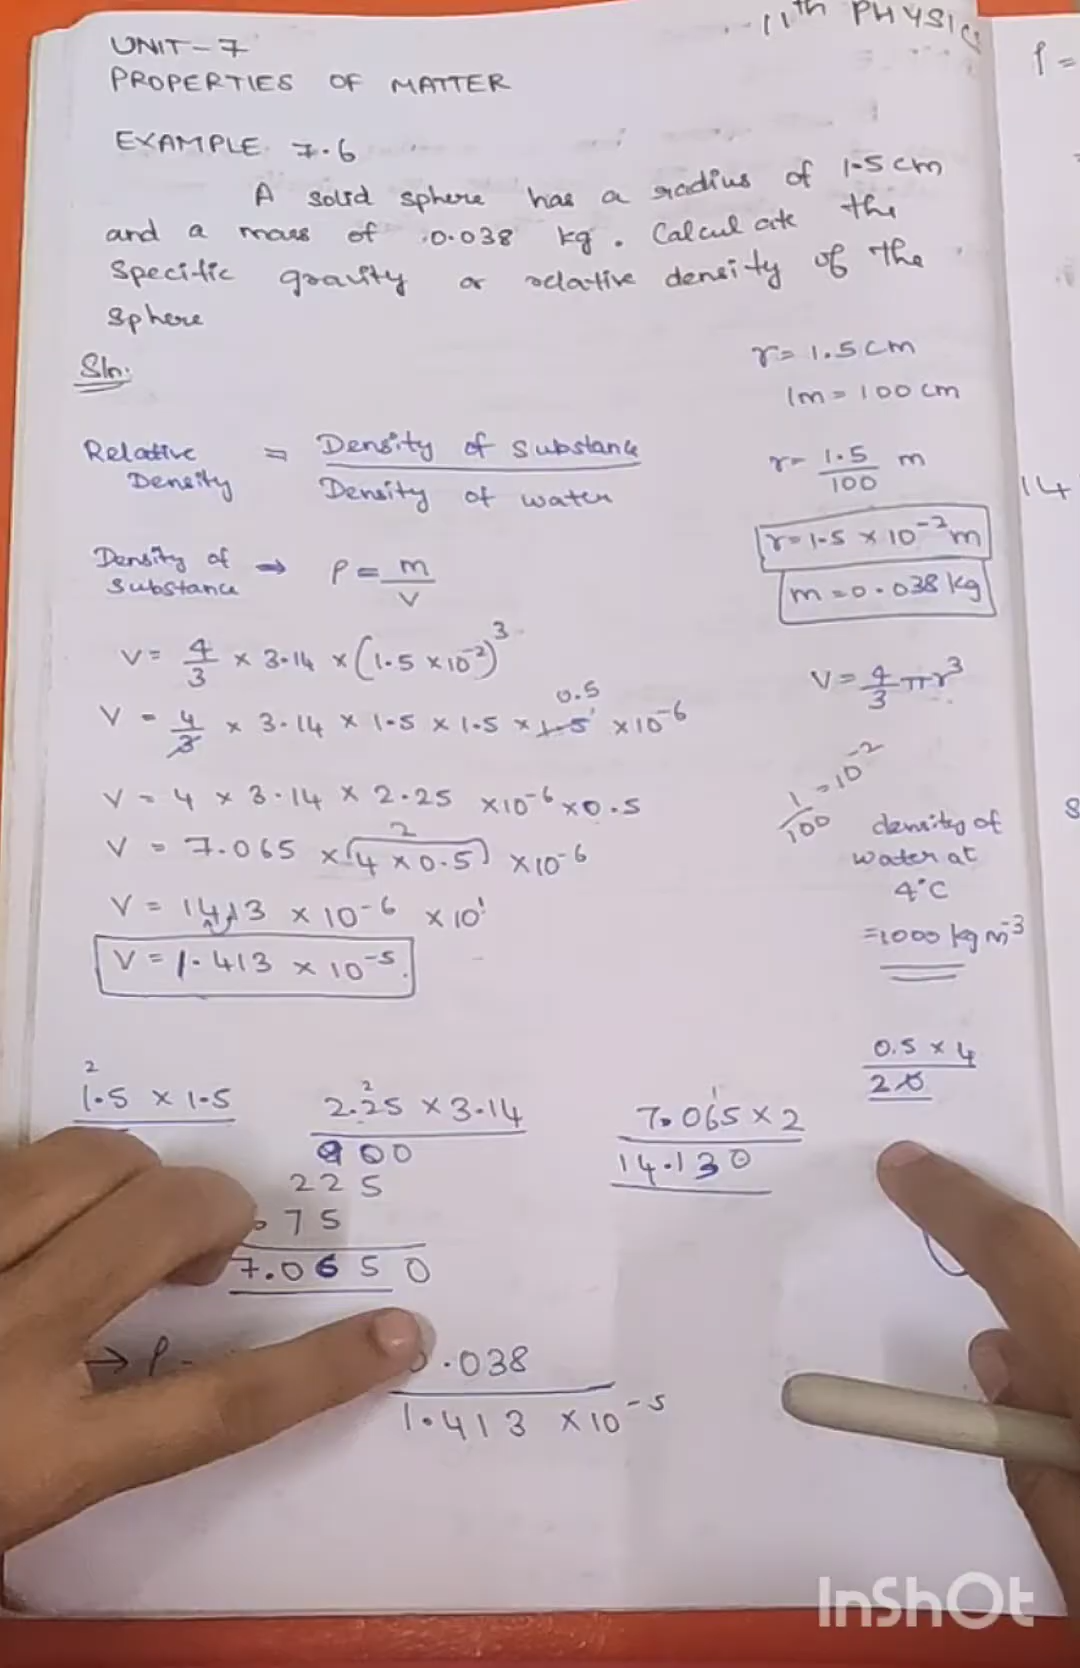 11th PHYSIC
UNIT-7
PROPERTIES OF MATTER
EXAMPLE 7.6
A solid sphere has a radius of 1.5 cm
and a mass of 0.038 kg. Calculate the
specific gravity or relative density of the
sphere
Sln.
r = 1.5 cm
1m = 100 cm
Relative Density = Density of Substance / Density of water
r = 1.5/100 m
r = 1.5 × 10⁻² m
m = 0.038 kg
Density of Substance → ρ = m/V
V = 4/3 × 3.14 × (1.5 × 10⁻²)³
V = 4/3 πr³
0.5
V = 4/3 × 3.14 × 1.5 × 1.5 × 1.5 × 10⁻⁶
1/100 = 10⁻²
V = 4 × 3.14 × 2.25 × 10⁻⁶ × 0.5
2
V = 7.065 × (4 × 0.5) × 10⁻⁶
density of
water at
4°C
= 1000 kg m⁻³
V = 1413 × 10⁻⁶ × 10¹
V = 1.413 × 10⁻⁵
0.5 × 4
2.0
2
1.5 × 1.5
2
2.25 × 3.14
900
225
675
7.0650
1
7.065 × 2
14.130
→ ρ
.038
1.413 × 10⁻⁵
ρ =
14
InShOt